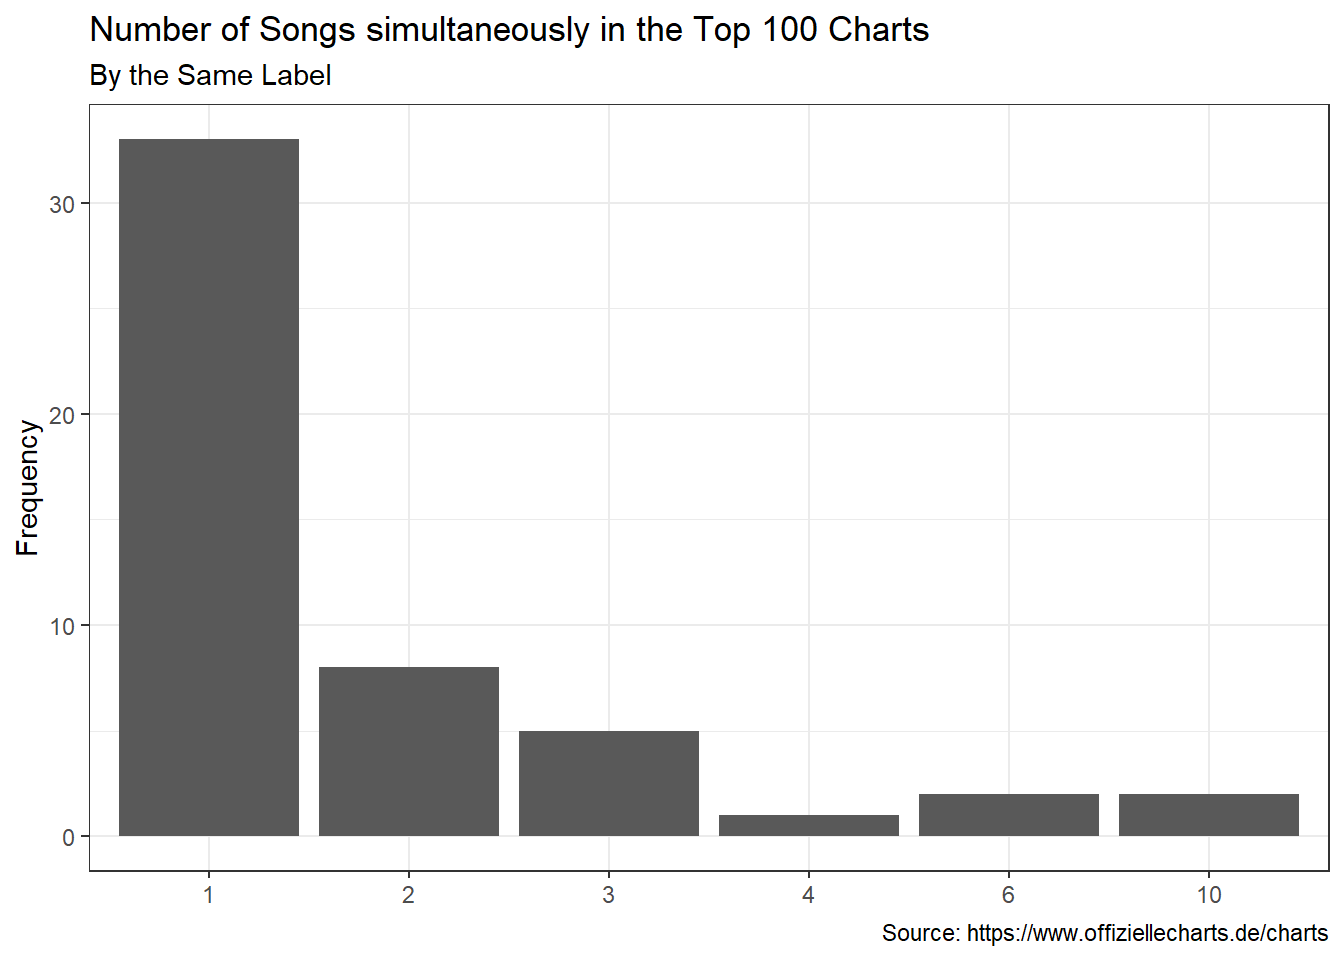 Number of Songs simultaneously in the Top 100 Charts
By the Same Label
Frequency
30
20
10
0
1 2 3 4 6 10
Source: https://www.offiziellecharts.de/charts